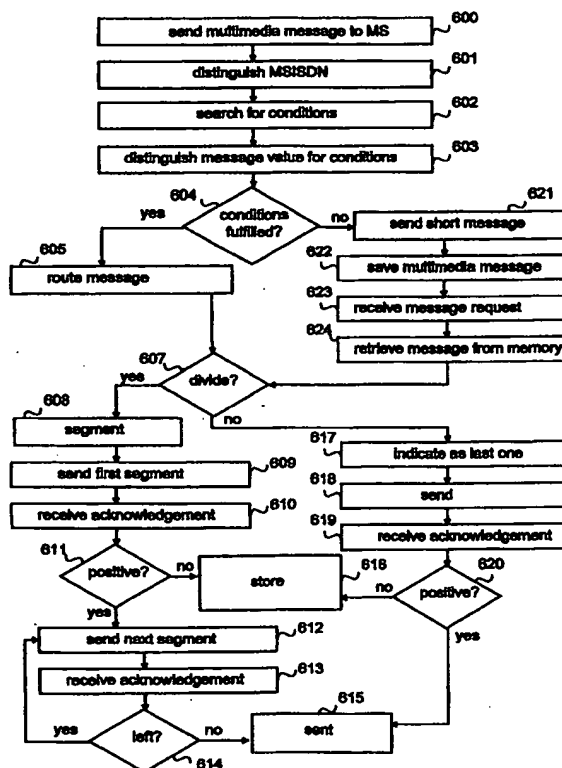 send multimedia message to MS
600
distinguish MSISDN
601
search for conditions
602
distinguish message value for conditions
603
604
conditions fulfilled?
yes
no
605
route message
621
send short message
622
save multimedia message
623
receive message request
624
retrieve message from memory
607
divide?
yes
no
608
segment
609
send first segment
610
receive acknowledgement
611
positive?
no
yes
617
indicate as last one
618
send
619
receive acknowledgement
620
positive?
no
yes
616
store
612
send next segment
613
receive acknowledgement
614
left?
yes
no
615
sent